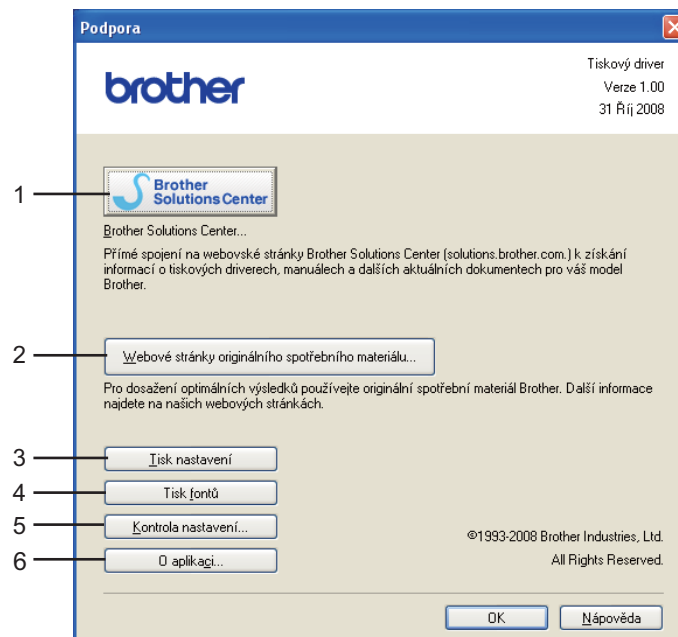 Podpora
brother
Tiskový driver
Verze 1.00
31 Říj 2008
1
Brother
Solutions Center
Brother Solutions Center...
Přímé spojení na webovské stránky Brother Solutions Center (solutions.brother.com.) k získání
informací o tiskových driverech, manuálech a dalších aktuálních dokumentech pro váš model
Brother.
2
Webové stránky originálního spotřebního materiálu...
Pro dosažení optimálních výsledků používejte originální spotřební materiál Brother. Další informace
najdete na našich webových stránkách.
3
Tisk nastavení
4
Tisk fontů
5
Kontrola nastavení...
6
O aplikaci...
©1993-2008 Brother Industries, Ltd.
All Rights Reserved.
OK
Nápověda